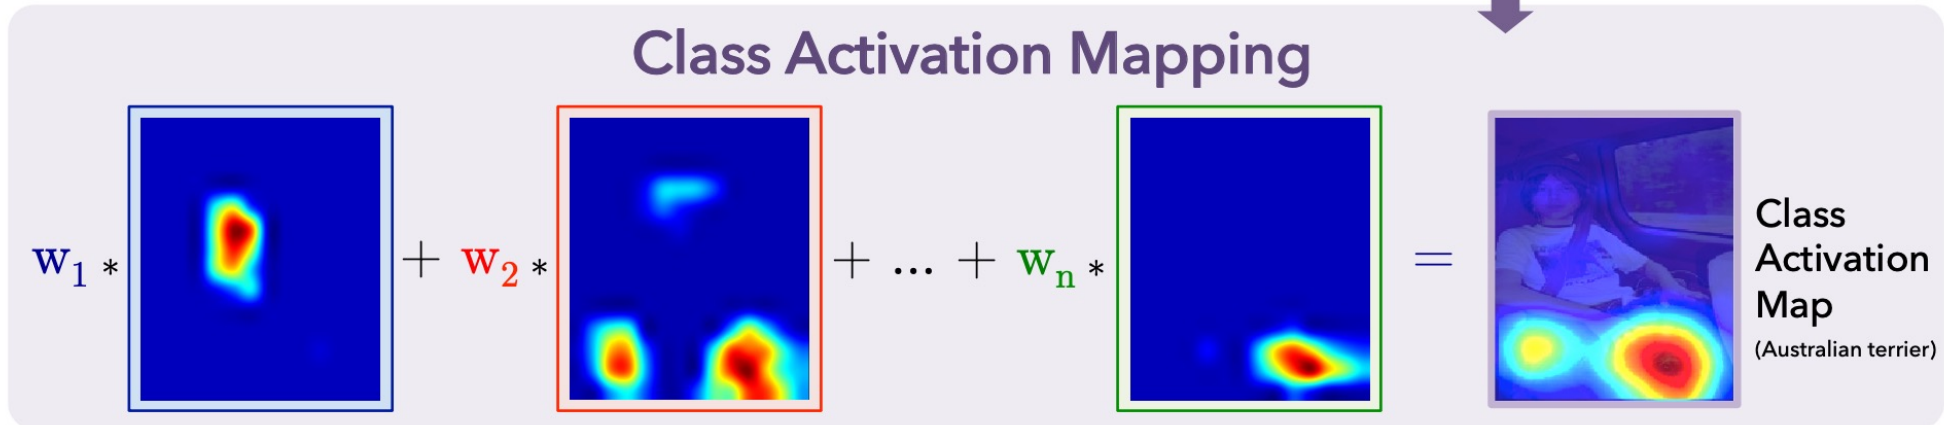 Class Activation Mapping
w₁ * + w₂ * + ... + wₙ * =
Class
Activation
Map
(Australian terrier)